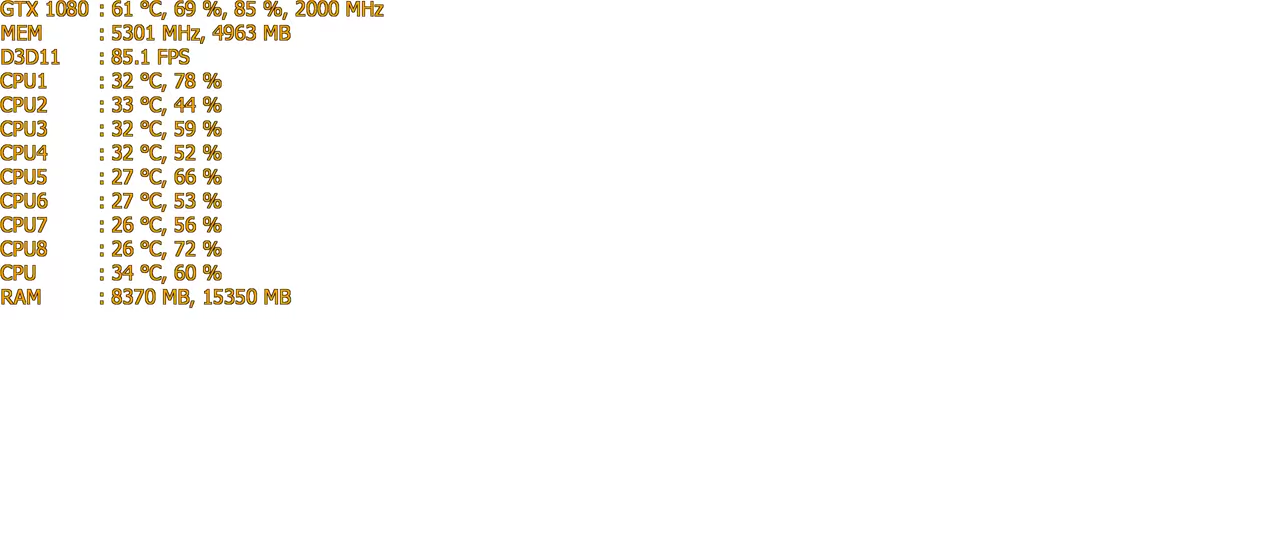 GTX 1080 : 61 °C, 69 %, 85 %, 2000 MHz
MEM : 5301 MHz, 4963 MB
D3D11 : 85.1 FPS
CPU1 : 32 °C, 78 %
CPU2 : 33 °C, 44 %
CPU3 : 32 °C, 59 %
CPU4 : 32 °C, 52 %
CPU5 : 27 °C, 66 %
CPU6 : 27 °C, 53 %
CPU7 : 26 °C, 56 %
CPU8 : 26 °C, 72 %
CPU : 34 °C, 60 %
RAM : 8370 MB, 15350 MB